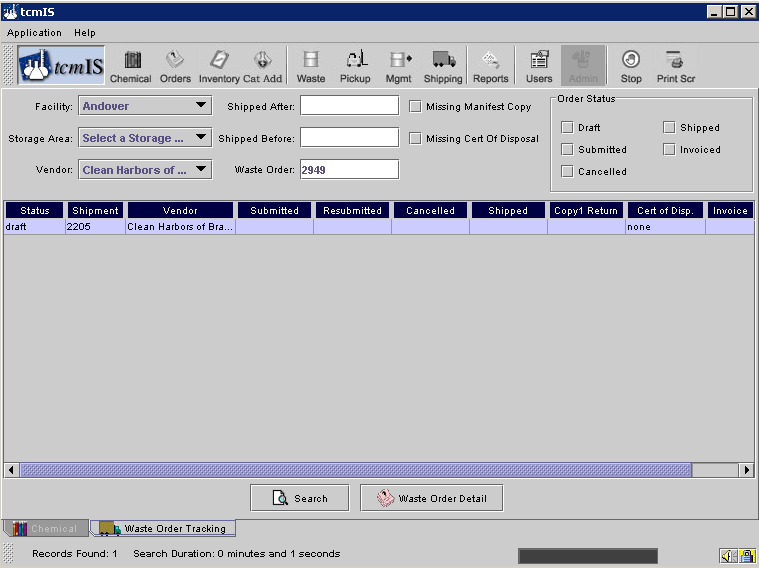 tcmIS
Application Help
tcmIS Chemical Orders Inventory Cat Add Waste Pickup Mgmt Shipping Reports Users Admin Stop Print Scr
Facility: Andover Shipped After: Missing Manifest Copy Order Status
Draft Shipped
Storage Area: Select a Storage ... Shipped Before: Missing Cert Of Disposal
Submitted Invoiced
Vendor: Clean Harbors of ... Waste Order: 2949
Cancelled
Status Shipment Vendor Submitted Resubmitted Cancelled Shipped Copy1 Return Cert of Disp. Invoice
draft 2205 Clean Harbors of Bra... none
Search Waste Order Detail
Chemical Waste Order Tracking
Records Found: 1 Search Duration: 0 minutes and 1 seconds